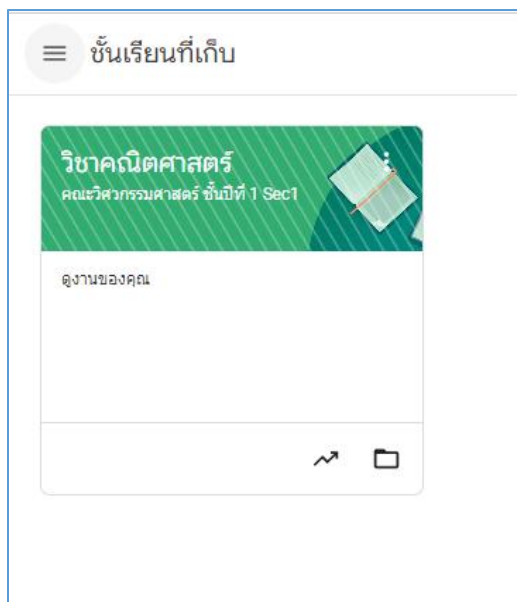 ชั้นเรียนที่เก็บ
วิชาคณิตศาสตร์
คณะวิศวกรรมศาสตร์ ชั้นปีที่ 1 Sec1
ดูงานของคุณ